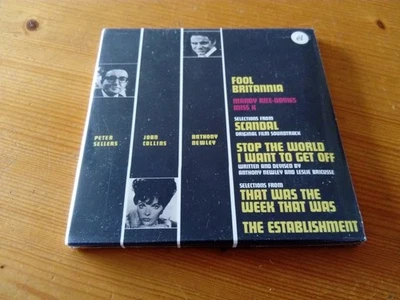 FOOL
BRITANNIA
MANDY RICE-DAVIES
MISS X
SELECTIONS FROM
SCANDAL
ORIGINAL FILM SOUNDTRACK
PETER
SELLERS
JOAN
COLLINS
ANTHONY
NEWLEY
STOP THE WORLD
I WANT TO GET OFF
WRITTEN AND DEVISED BY
ANTHONY NEWLEY AND LESLIE BRICUSSE
SELECTIONS FROM
THAT WAS THE
WEEK THAT WAS
THE ESTABLISHMENT